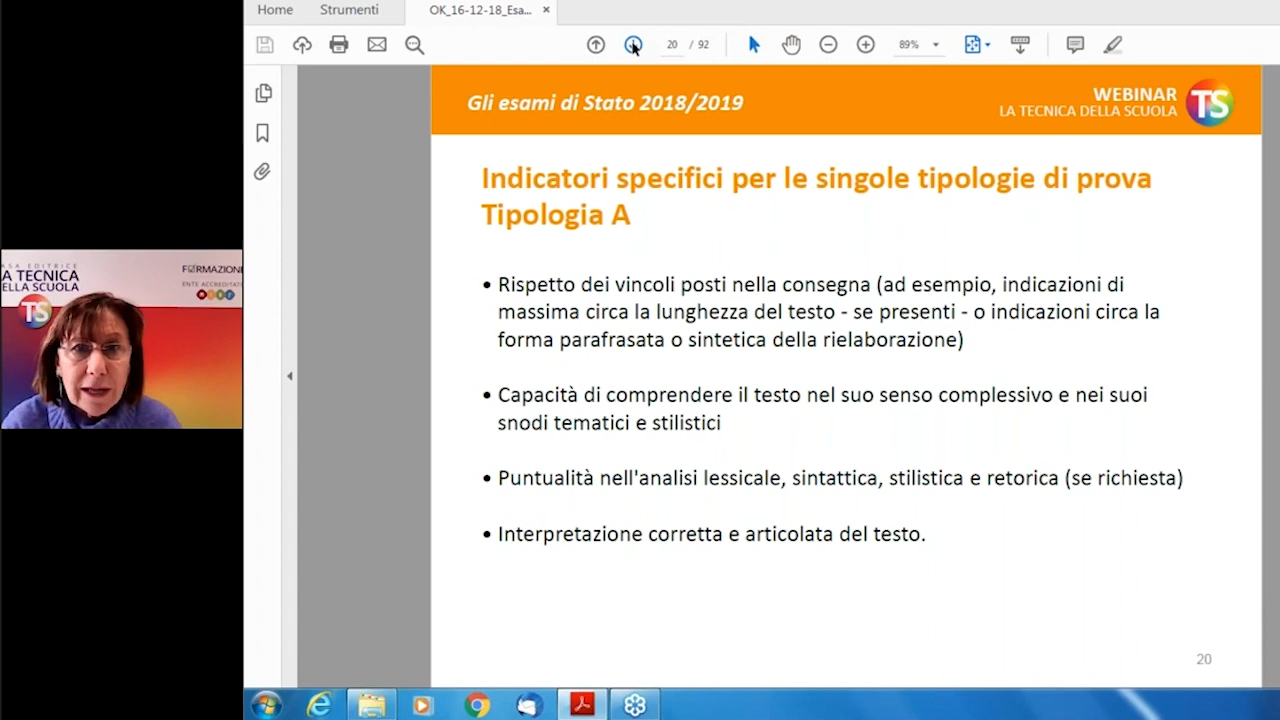 Home
Strumenti
OK_16-12-18_Esa...
20 / 92
89%
Gli esami di Stato 2018/2019
WEBINAR
LA TECNICA DELLA SCUOLA
TS
Indicatori specifici per le singole tipologie di prova
Tipologia A
• Rispetto dei vincoli posti nella consegna (ad esempio, indicazioni di
massima circa la lunghezza del testo - se presenti - o indicazioni circa la
forma parafrasata o sintetica della rielaborazione)
• Capacità di comprendere il testo nel suo senso complessivo e nei suoi
snodi tematici e stilistici
• Puntualità nell'analisi lessicale, sintattica, stilistica e retorica (se richiesta)
• Interpretazione corretta e articolata del testo.
20
ASA EDITRICE
A TECNICA
ELLA SCUOLA
TS
FORMAZIONE
ENTE ACCREDITAT